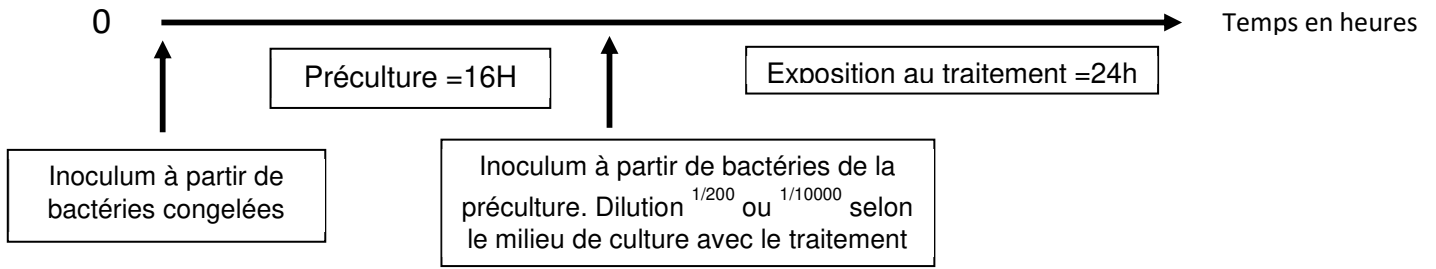 0
Temps en heures
Préculture =16H
Exposition au traitement =24h
Inoculum à partir de
bactéries congelées
Inoculum à partir de bactéries de la
préculture. Dilution 1/200 ou 1/10000 selon
le milieu de culture avec le traitement